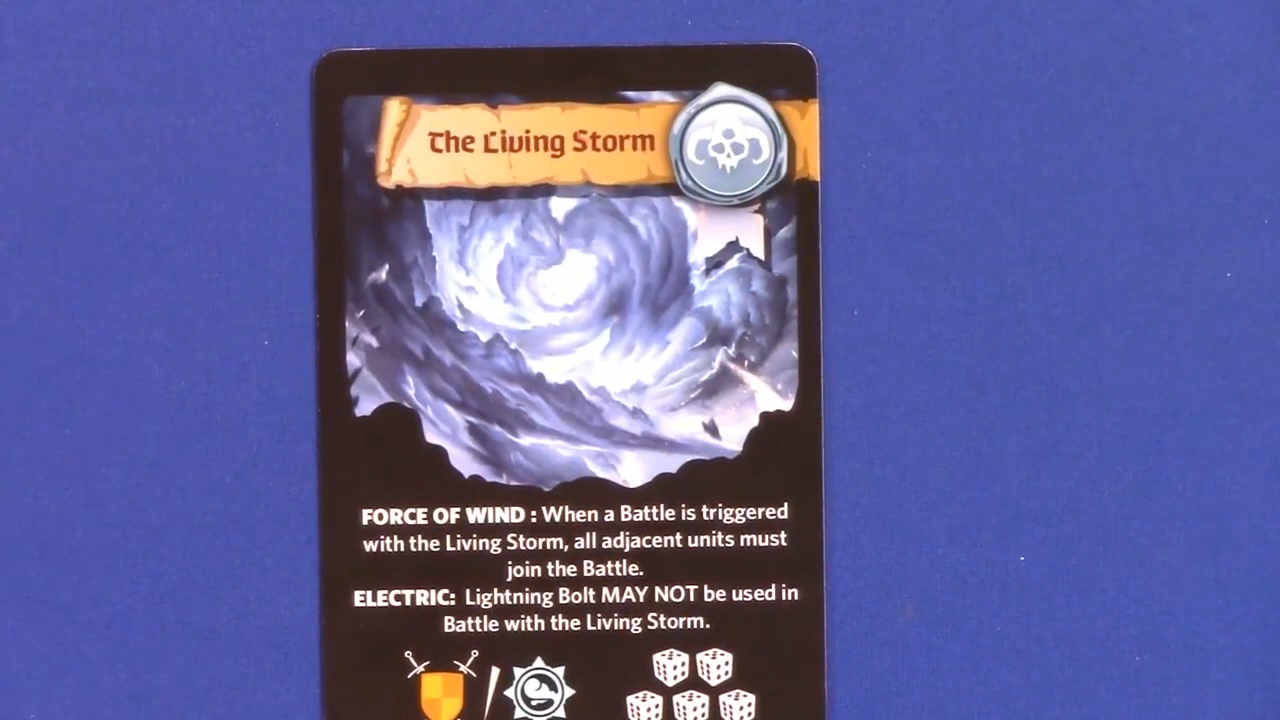 The Living Storm
FORCE OF WIND : When a Battle is triggered
with the Living Storm, all adjacent units must
join the Battle.
ELECTRIC: Lightning Bolt MAY NOT be used in
Battle with the Living Storm.